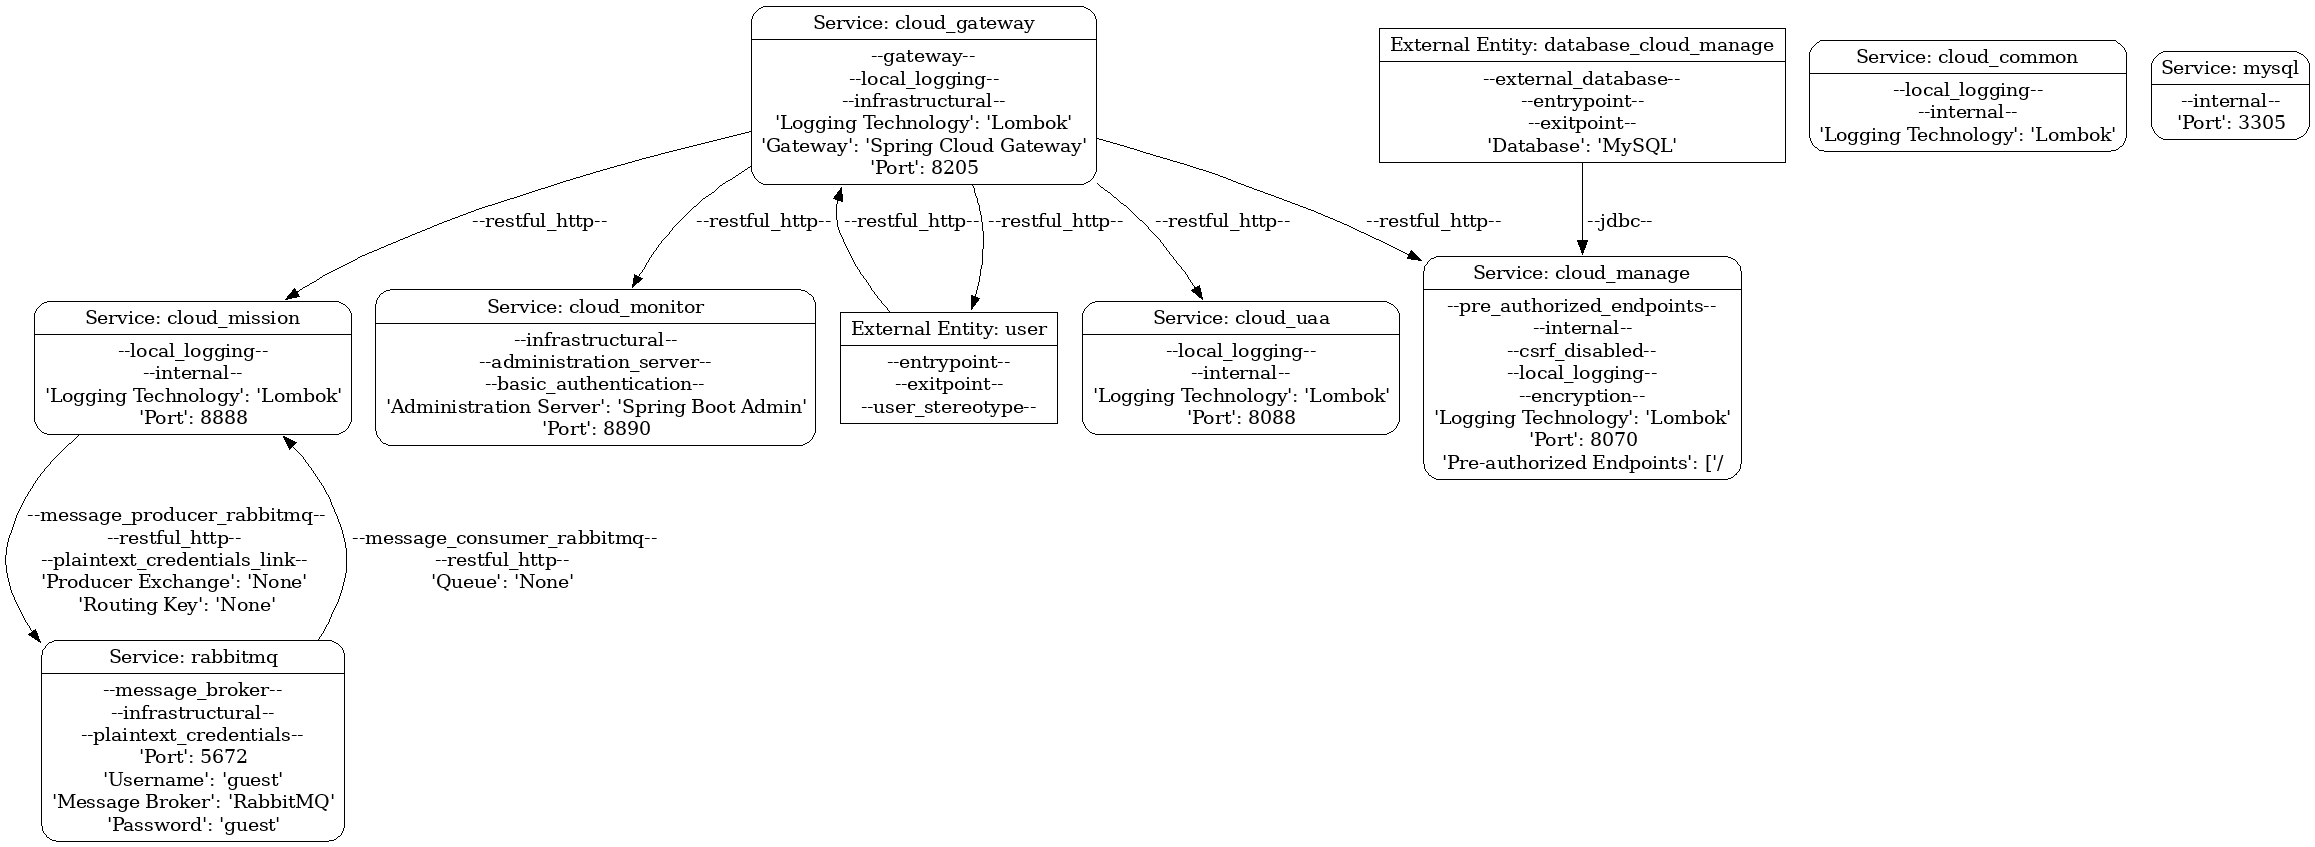 Service: cloud_gateway
--gateway--
--local_logging--
--infrastructural--
'Logging Technology': 'Lombok'
'Gateway': 'Spring Cloud Gateway'
'Port': 8205
External Entity: database_cloud_manage
--external_database--
--entrypoint--
--exitpoint--
'Database': 'MySQL'
Service: cloud_common
--local_logging--
--internal--
'Logging Technology': 'Lombok'
Service: mysql
--internal--
'Port': 3305
--restful_http--
--restful_http--
--restful_http--
--restful_http--
--restful_http--
--restful_http--
--jdbc--
Service: cloud_mission
--local_logging--
--internal--
'Logging Technology': 'Lombok'
'Port': 8888
Service: cloud_monitor
--infrastructural--
--administration_server--
--basic_authentication--
'Administration Server': 'Spring Boot Admin'
'Port': 8890
External Entity: user
--entrypoint--
--exitpoint--
--user_stereotype--
Service: cloud_uaa
--local_logging--
--internal--
'Logging Technology': 'Lombok'
'Port': 8088
Service: cloud_manage
--pre_authorized_endpoints--
--internal--
--csrf_disabled--
--local_logging--
--encryption--
'Logging Technology': 'Lombok'
'Port': 8070
'Pre-authorized Endpoints': ['/
--message_producer_rabbitmq--
--restful_http--
--plaintext_credentials_link--
'Producer Exchange': 'None'
'Routing Key': 'None'
--message_consumer_rabbitmq--
--restful_http--
'Queue': 'None'
Service: rabbitmq
--message_broker--
--infrastructural--
--plaintext_credentials--
'Port': 5672
'Username': 'guest'
'Message Broker': 'RabbitMQ'
'Password': 'guest'